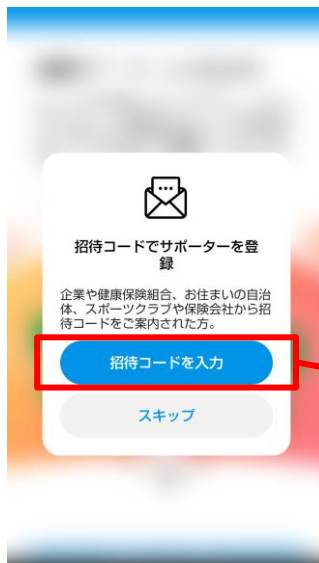 招待コードでサポーターを登
録
企業や健康保険組合、お住まいの自治
体、スポーツクラブや保険会社から招
待コードをご案内された方。
招待コードを入力
スキップ